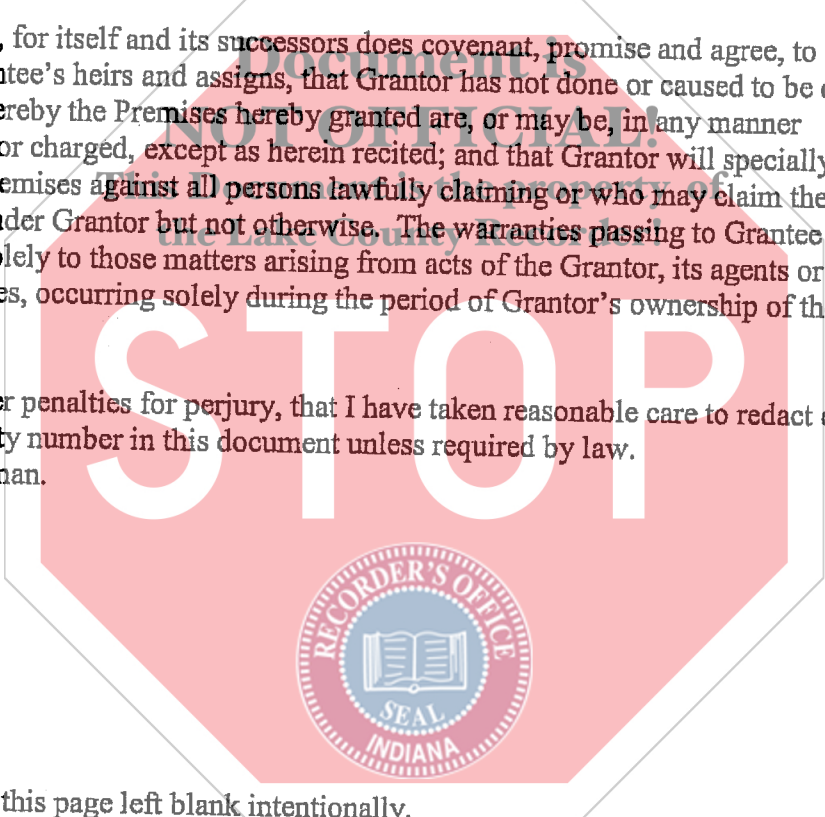 , for itself and its successors does covenant, promise and agree, to
ntee's heirs and assigns, that Grantor has not done or caused to be
ereby the Premises hereby granted are, or may be, in any manner
or charged, except as herein recited; and that Grantor will specially
emises against all persons lawfully claiming or who may claim the
der Grantor but not otherwise. The warranties passing to Grantee
lely to those matters arising from acts of the Grantor, its agents or
es, occurring solely during the period of Grantor's ownership of th
Document is
NOT OFFICIAL!
This Document is the property of
the Lake County Recorder!
STOP
er penalties for perjury, that I have taken reasonable care to redact
ty number in this document unless required by law.
nan.
RECORDER'S OFFICE
SEAL
INDIANA
this page left blank intentionally.